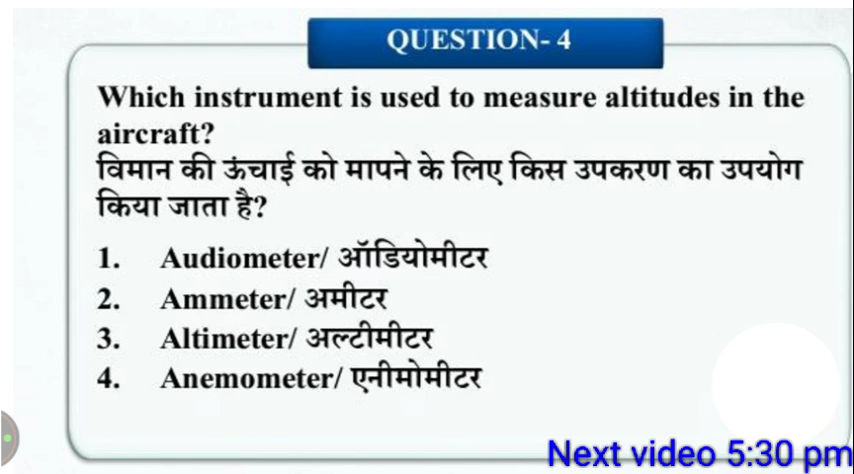 QUESTION- 4
Which instrument is used to measure altitudes in the
aircraft?
विमान की ऊंचाई को मापने के लिए किस उपकरण का उपयोग
किया जाता है?
1. Audiometer/ ऑडियोमीटर
2. Ammeter/ अमीटर
3. Altimeter/ अल्टीमीटर
4. Anemometer/ एनीमोमीटर
Next video 5:30 pm